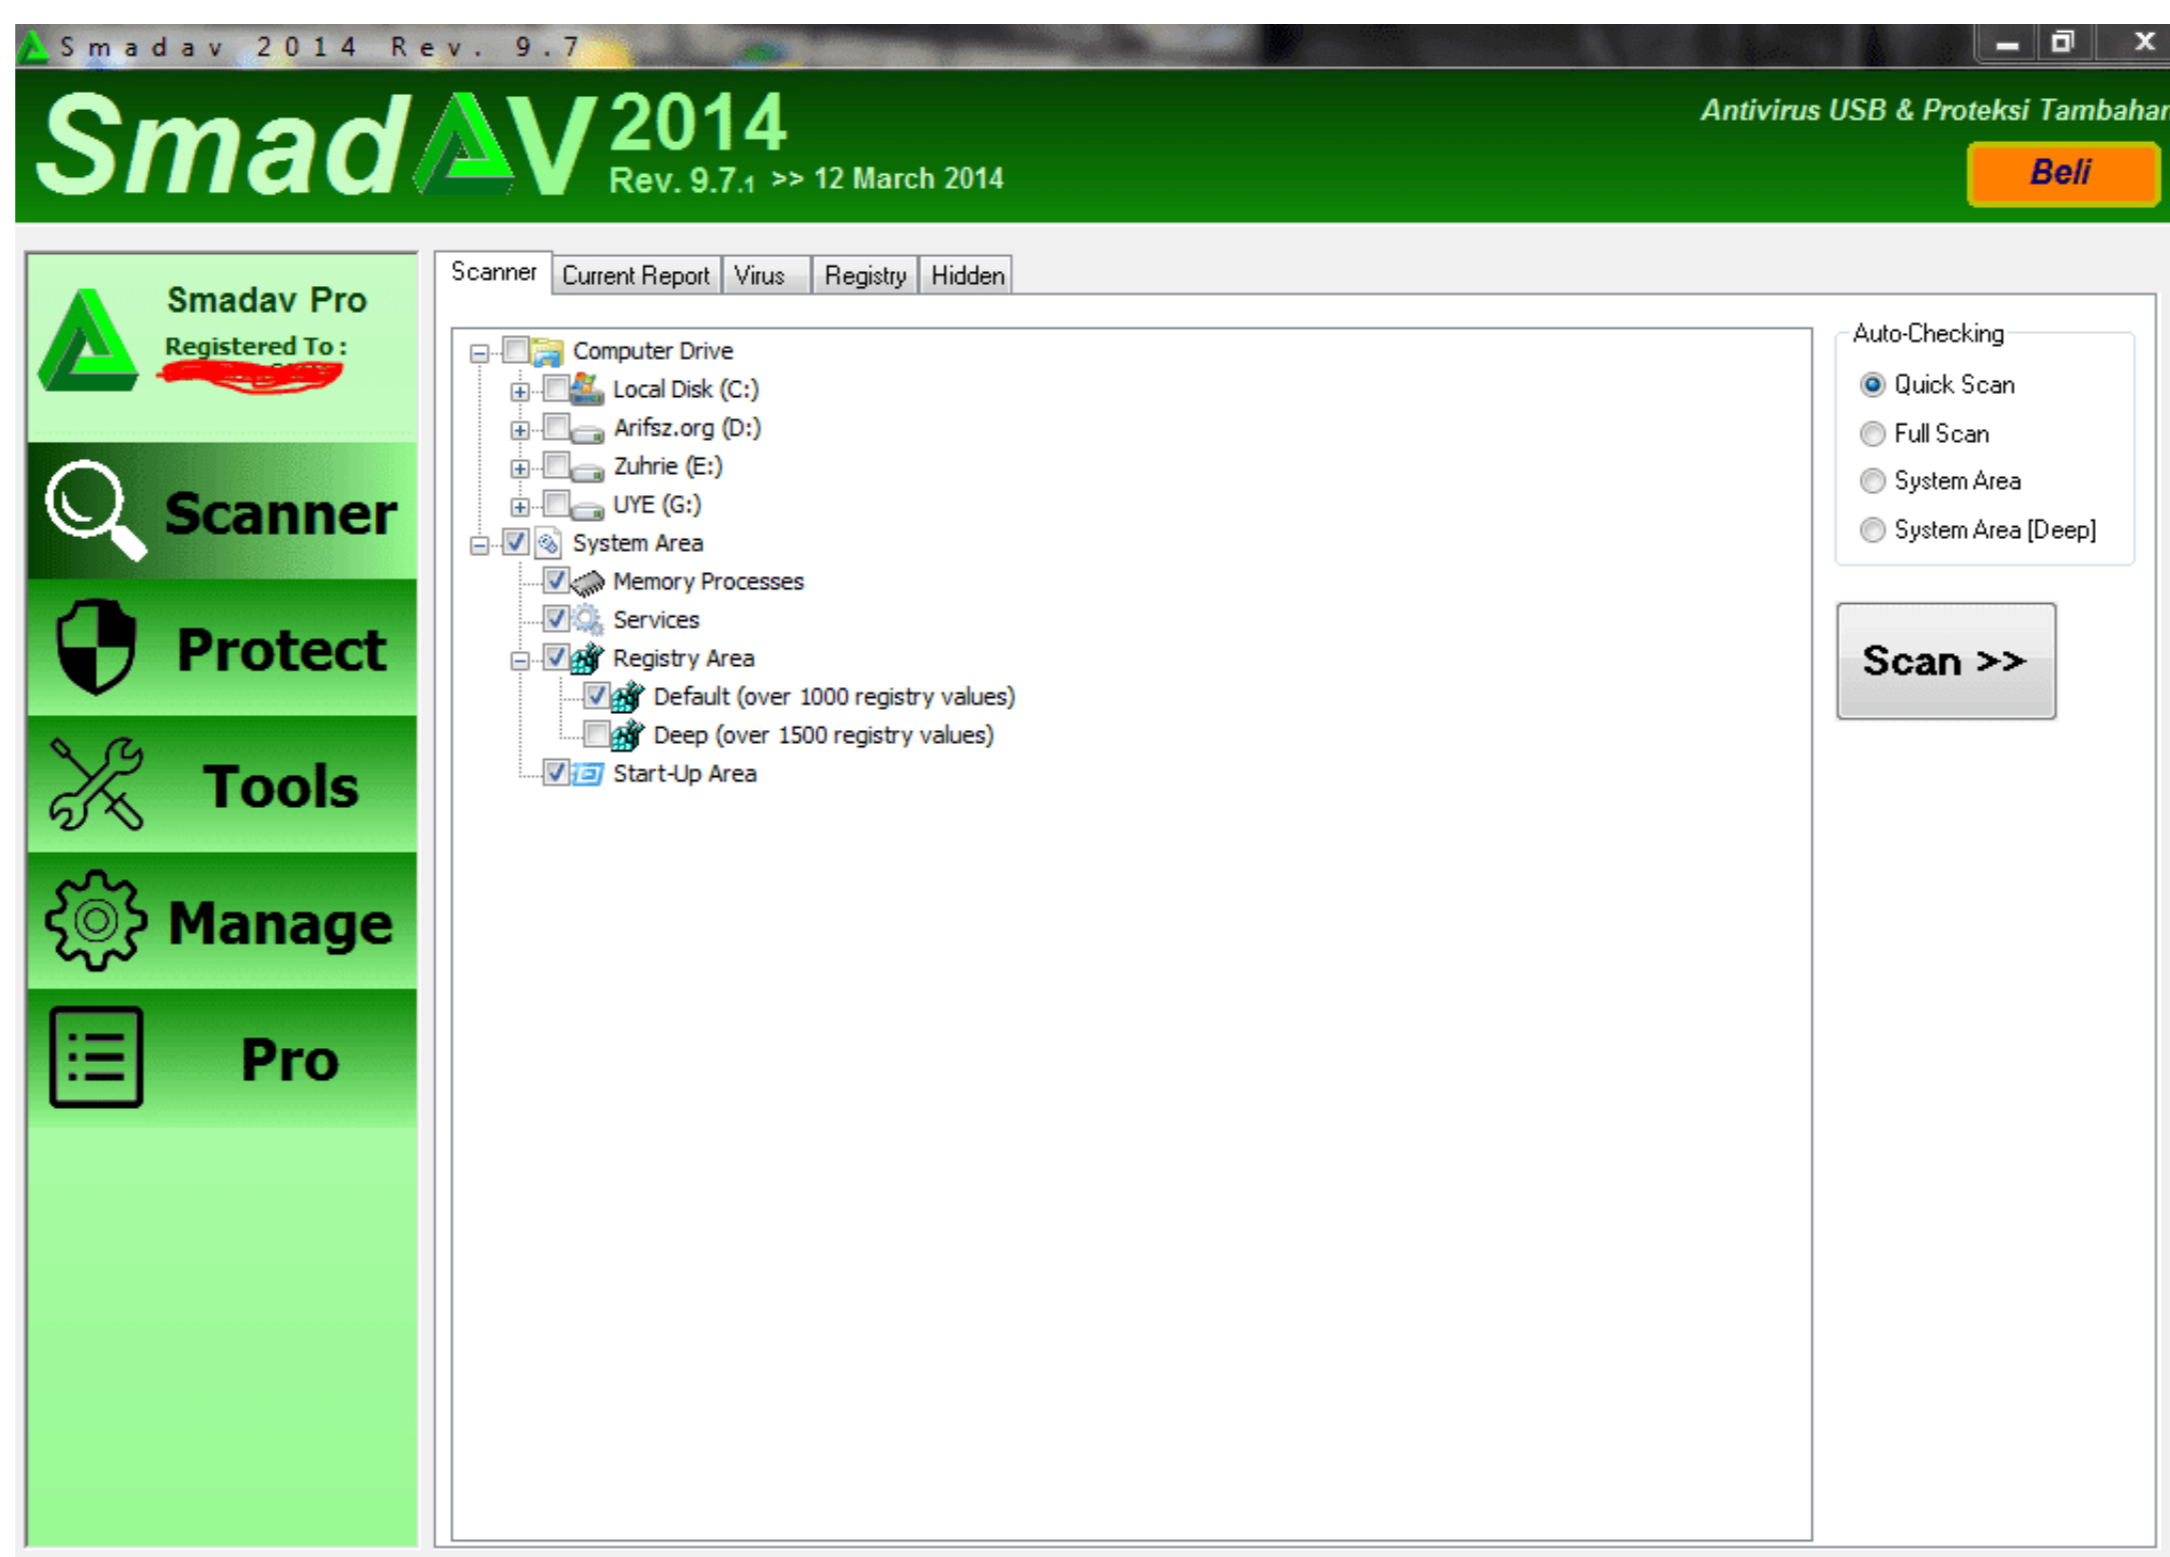 Smadav 2014 Rev. 9.7
SmadAV 2014
Rev. 9.7.1 >> 12 March 2014
Antivirus USB & Proteksi Tambahan
Beli
Smadav Pro
Registered To :
Scanner
Protect
Tools
Manage
Pro
Scanner Current Report Virus Registry Hidden
Computer Drive
Local Disk (C:)
Arifsz.org (D:)
Zuhrie (E:)
UYE (G:)
System Area
Memory Processes
Services
Registry Area
Default (over 1000 registry values)
Deep (over 1500 registry values)
Start-Up Area
Auto-Checking
Quick Scan
Full Scan
System Area
System Area [Deep]
Scan >>